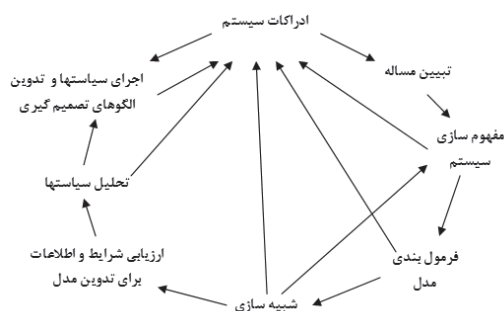 ادراکات سیستم
تبیین مساله
مفهوم سازی
سیستم
فرمول بندی
مدل
شبیه سازی
ارزیابی شرایط و اطلاعات
برای تدوین مدل
تحلیل سیاستها
اجرای سیاستها و تدوین
الگوهای تصمیم گیری